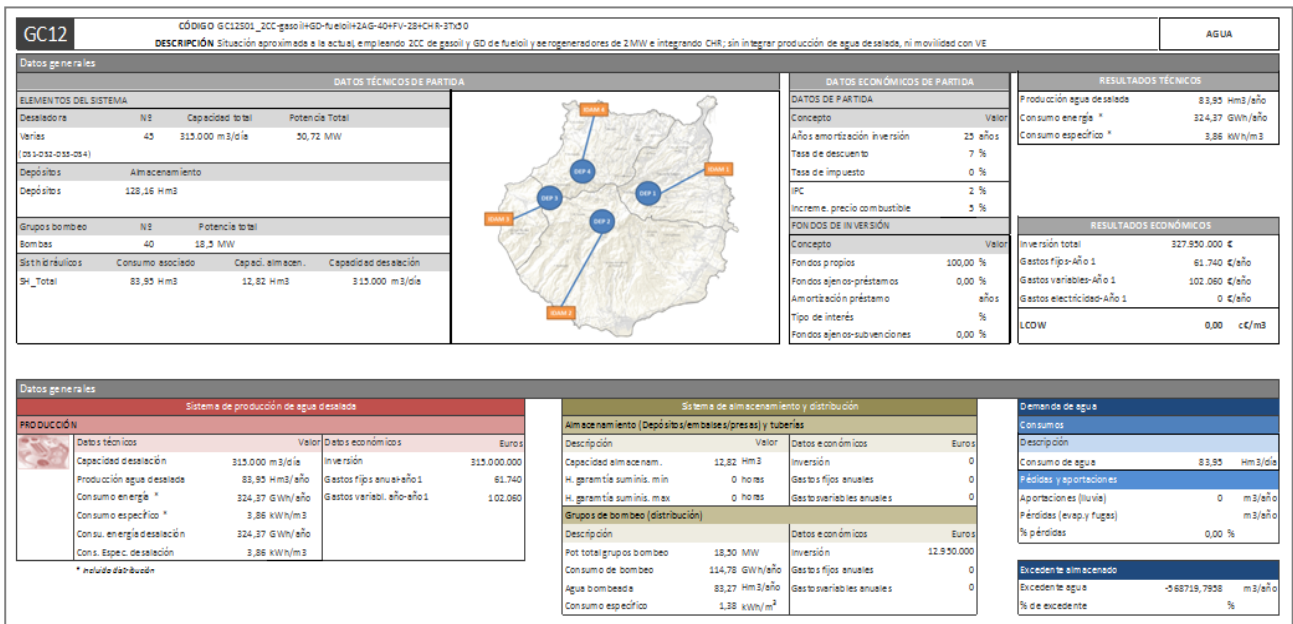 GC12
CÓDIGO GC12S01_2CC-gasoil+GD-fueloil+2AG-40+FV-28+CHR-3Tx50
DESCRIPCIÓN Situación aproximada a la actual, empleando 2CC de gasoil y GD de fueloil y aerogeneradores de 2MW e integrando CHR; sin integrar producción de agua desalada, ni movilidad con VE
AGUA
Datos generales
DATOS TÉCNICOS DE PARTIDA
ELEMENTOS DEL SISTEMA
Desaladora Nº Capacidad total Potencia Total
Varias 45 315.000 m3/día 50,72 MW
(DS1-DS2-DS3-DS4)
Depósitos Almacenamiento
Depósitos 128,16 Hm3
Grupos bombeo Nº Potencia total
Bombas 40 18,5 MW
Sist hidráulicos Consumo asociado Capaci. almacen. Capadidad desalción
SH_Total 83,95 Hm3 12,82 Hm3 315.000 m3/día
IDAM 4
DEP 4
IDAM 1
DEP 1
DEP 3
IDAM 3
DEP 2
IDAM 2
DATOS ECONÓMICOS DE PARTIDA
DATOS DE PARTIDA
Concepto Valor
Años amortización inversión 25 años
Tasa de descuento 7 %
Tasa de impuesto 0 %
IPC 2 %
Increme. precio combustible 5 %
FONDOS DE INVERSIÓN
Concepto Valor
Fondos propios 100,00 %
Fondos ajenos-préstamos 0,00 %
Amortización préstamo años
Tipo de interés %
Fondos ajenos-subvenciones 0,00 %
RESULTADOS TÉCNICOS
Producción agua desalada 83,95 Hm3/año
Consumo energía * 324,37 GWh/año
Consumo específico * 3,86 kWh/m3
RESULTADOS ECONÓMICOS
Inversión total 327.950.000 €
Gastos fijos-Año 1 61.740 €/año
Gastos variables-Año 1 102.060 €/año
Gastos electricidad-Año 1 0 €/año
LCOW 0,00 c€/m3
Datos generales
Sistema de producción de agua desalada
PRODUCCIÓN
Datos técnicos Valor Datos económicos Euros
Capacidad desalación 315.000 m3/día Inversión 315.000.000
Producción agua desalada 83,95 Hm3/año Gastos fijos anual-año1 61.740
Consumo energía * 324,37 GWh/año Gastos variabl. año-año1 102.060
Consumo específico * 3,86 kWh/m3
Consu. energía desalación 324,37 GWh/año
Cons. Espec. desalación 3,86 kWh/m3
* Incluida distribución
Sistema de almacenamiento y distribución
Almacenamiento (Depósitos/embalses/presas) y tuberías
Descripción Valor Datos económicos Euros
Capacidad almacenam. 12,82 Hm3 Inversión 0
H. garamtía suminis. min 0 horas Gastos fijos anuales 0
H. garamtía suminis. max 0 horas Gastos variables anuales 0
Grupos de bombeo (distribución)
Descripción Datos económicos Euros
Pot total grupos bombeo 18,50 MW Inversión 12.950.000
Consumo de bombeo 114,78 GWh/año Gastos fijos anuales 0
Agua bombeada 83,27 Hm3/año Gastos variables anuales 0
Consumo específico 1,38 kWh/m³
Demanda de agua
Consumos
Descripción
Consumo de agua 83,95 Hm3/día
Pédidas y aportaciones
Aportaciones (lluvia) 0 m3/año
Pérdidas (evap.y fugas) m3/año
% pérdidas 0,00 %
Excedente almacenado
Excedente agua -568719,7958 m3/año
% de excedente %